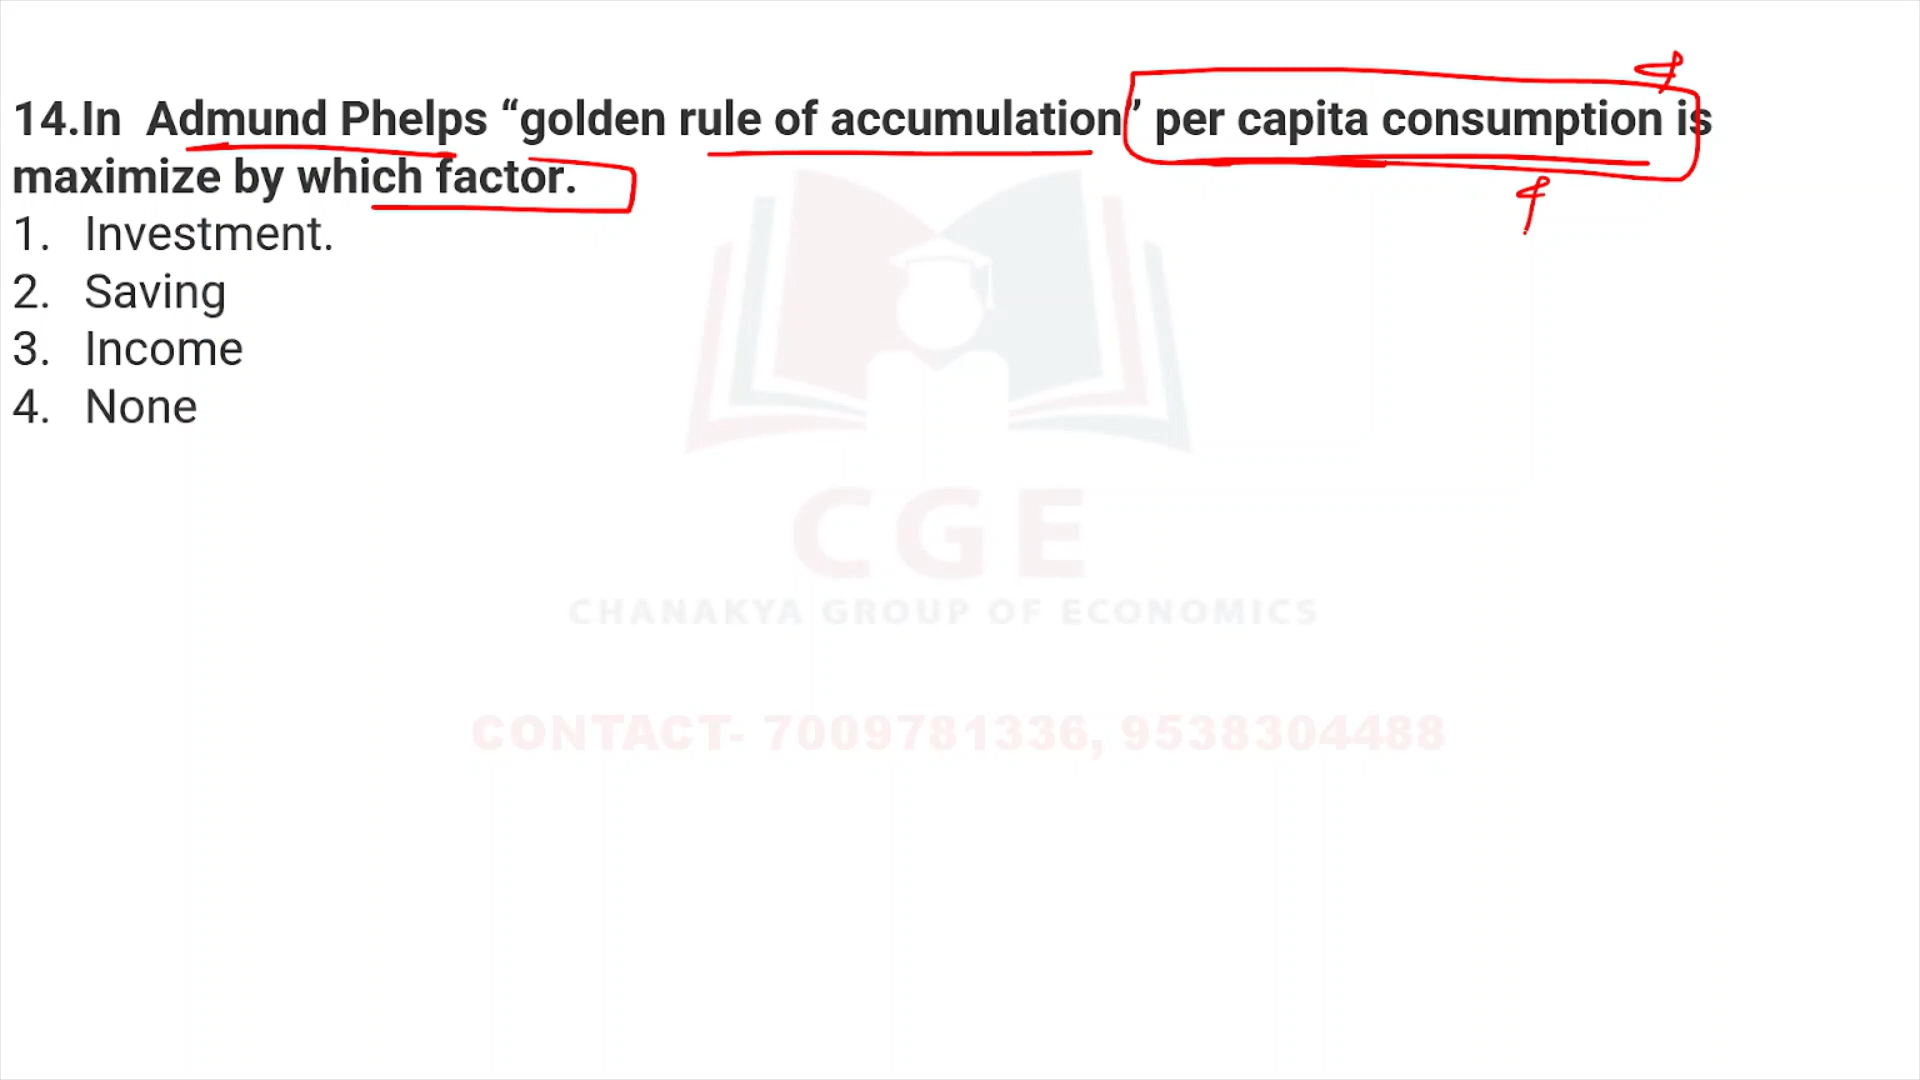 14.In Admund Phelps “golden rule of accumulation” per capita consumption is
maximize by which factor.
1. Investment.
2. Saving
3. Income
4. None
CGE
CHANAKYA GROUP OF ECONOMICS
CONTACT- 7009781336, 9538304488